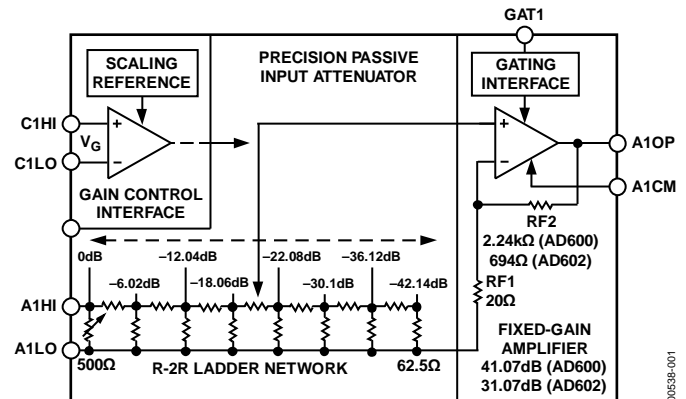 GAT1
SCALING
REFERENCE
PRECISION PASSIVE
INPUT ATTENUATOR
GATING
INTERFACE
C1HI
VG
C1LO
+
–
GAIN CONTROL
INTERFACE
+
–
A1OP
A1CM
RF2
2.24kΩ (AD600)
694Ω (AD602)
RF1
20Ω
0dB
–12.04dB
–22.08dB
–36.12dB
–6.02dB
–18.06dB
–30.1dB
–42.14dB
A1HI
A1LO
500Ω
R-2R LADDER NETWORK
62.5Ω
FIXED-GAIN
AMPLIFIER
41.07dB (AD600)
31.07dB (AD602)
00538-001